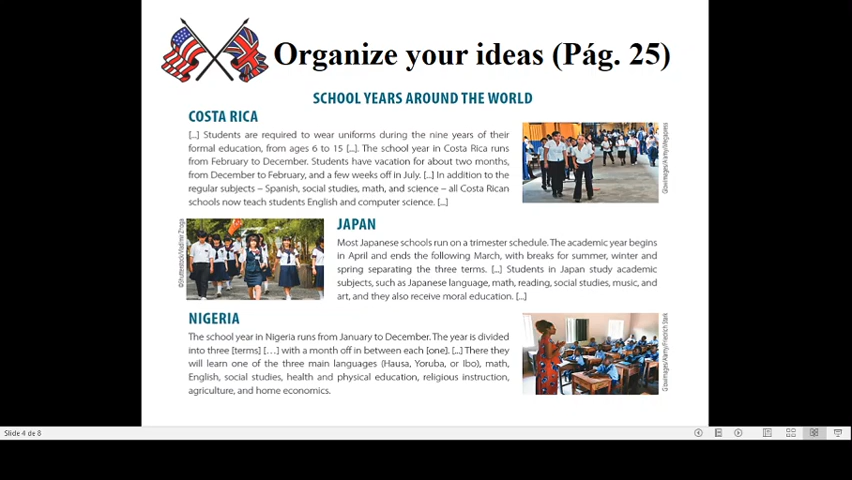 Organize your ideas (Pág. 25)
SCHOOL YEARS AROUND THE WORLD
COSTA RICA
[...] Students are required to wear uniforms during the nine years of their
formal education, from ages 6 to 15 [...]. The school year in Costa Rica runs
from February to December. Students have vacation for about two months,
from December to February, and a few weeks off in July. [...] In addition to the
regular subjects – Spanish, social studies, math, and science – all Costa Rican
schools now teach students English and computer science. [...]
Glowimages/Alamy/Megapress
©Shutterstock/Vladimir Zhoga
JAPAN
Most Japanese schools run on a trimester schedule. The academic year begins
in April and ends the following March, with breaks for summer, winter and
spring separating the three terms. [...] Students in Japan study academic
subjects, such as Japanese language, math, reading, social studies, music, and
art, and they also receive moral education. [...]
NIGERIA
The school year in Nigeria runs from January to December. The year is divided
into three [terms] [...] with a month off in between each [one]. [...] There they
will learn one of the three main languages (Hausa, Yoruba, or Ibo), math,
English, social studies, health and physical education, religious instruction,
agriculture, and home economics.
Glowimages/Alamy/Friedrich Stark
Slide 4 de 8